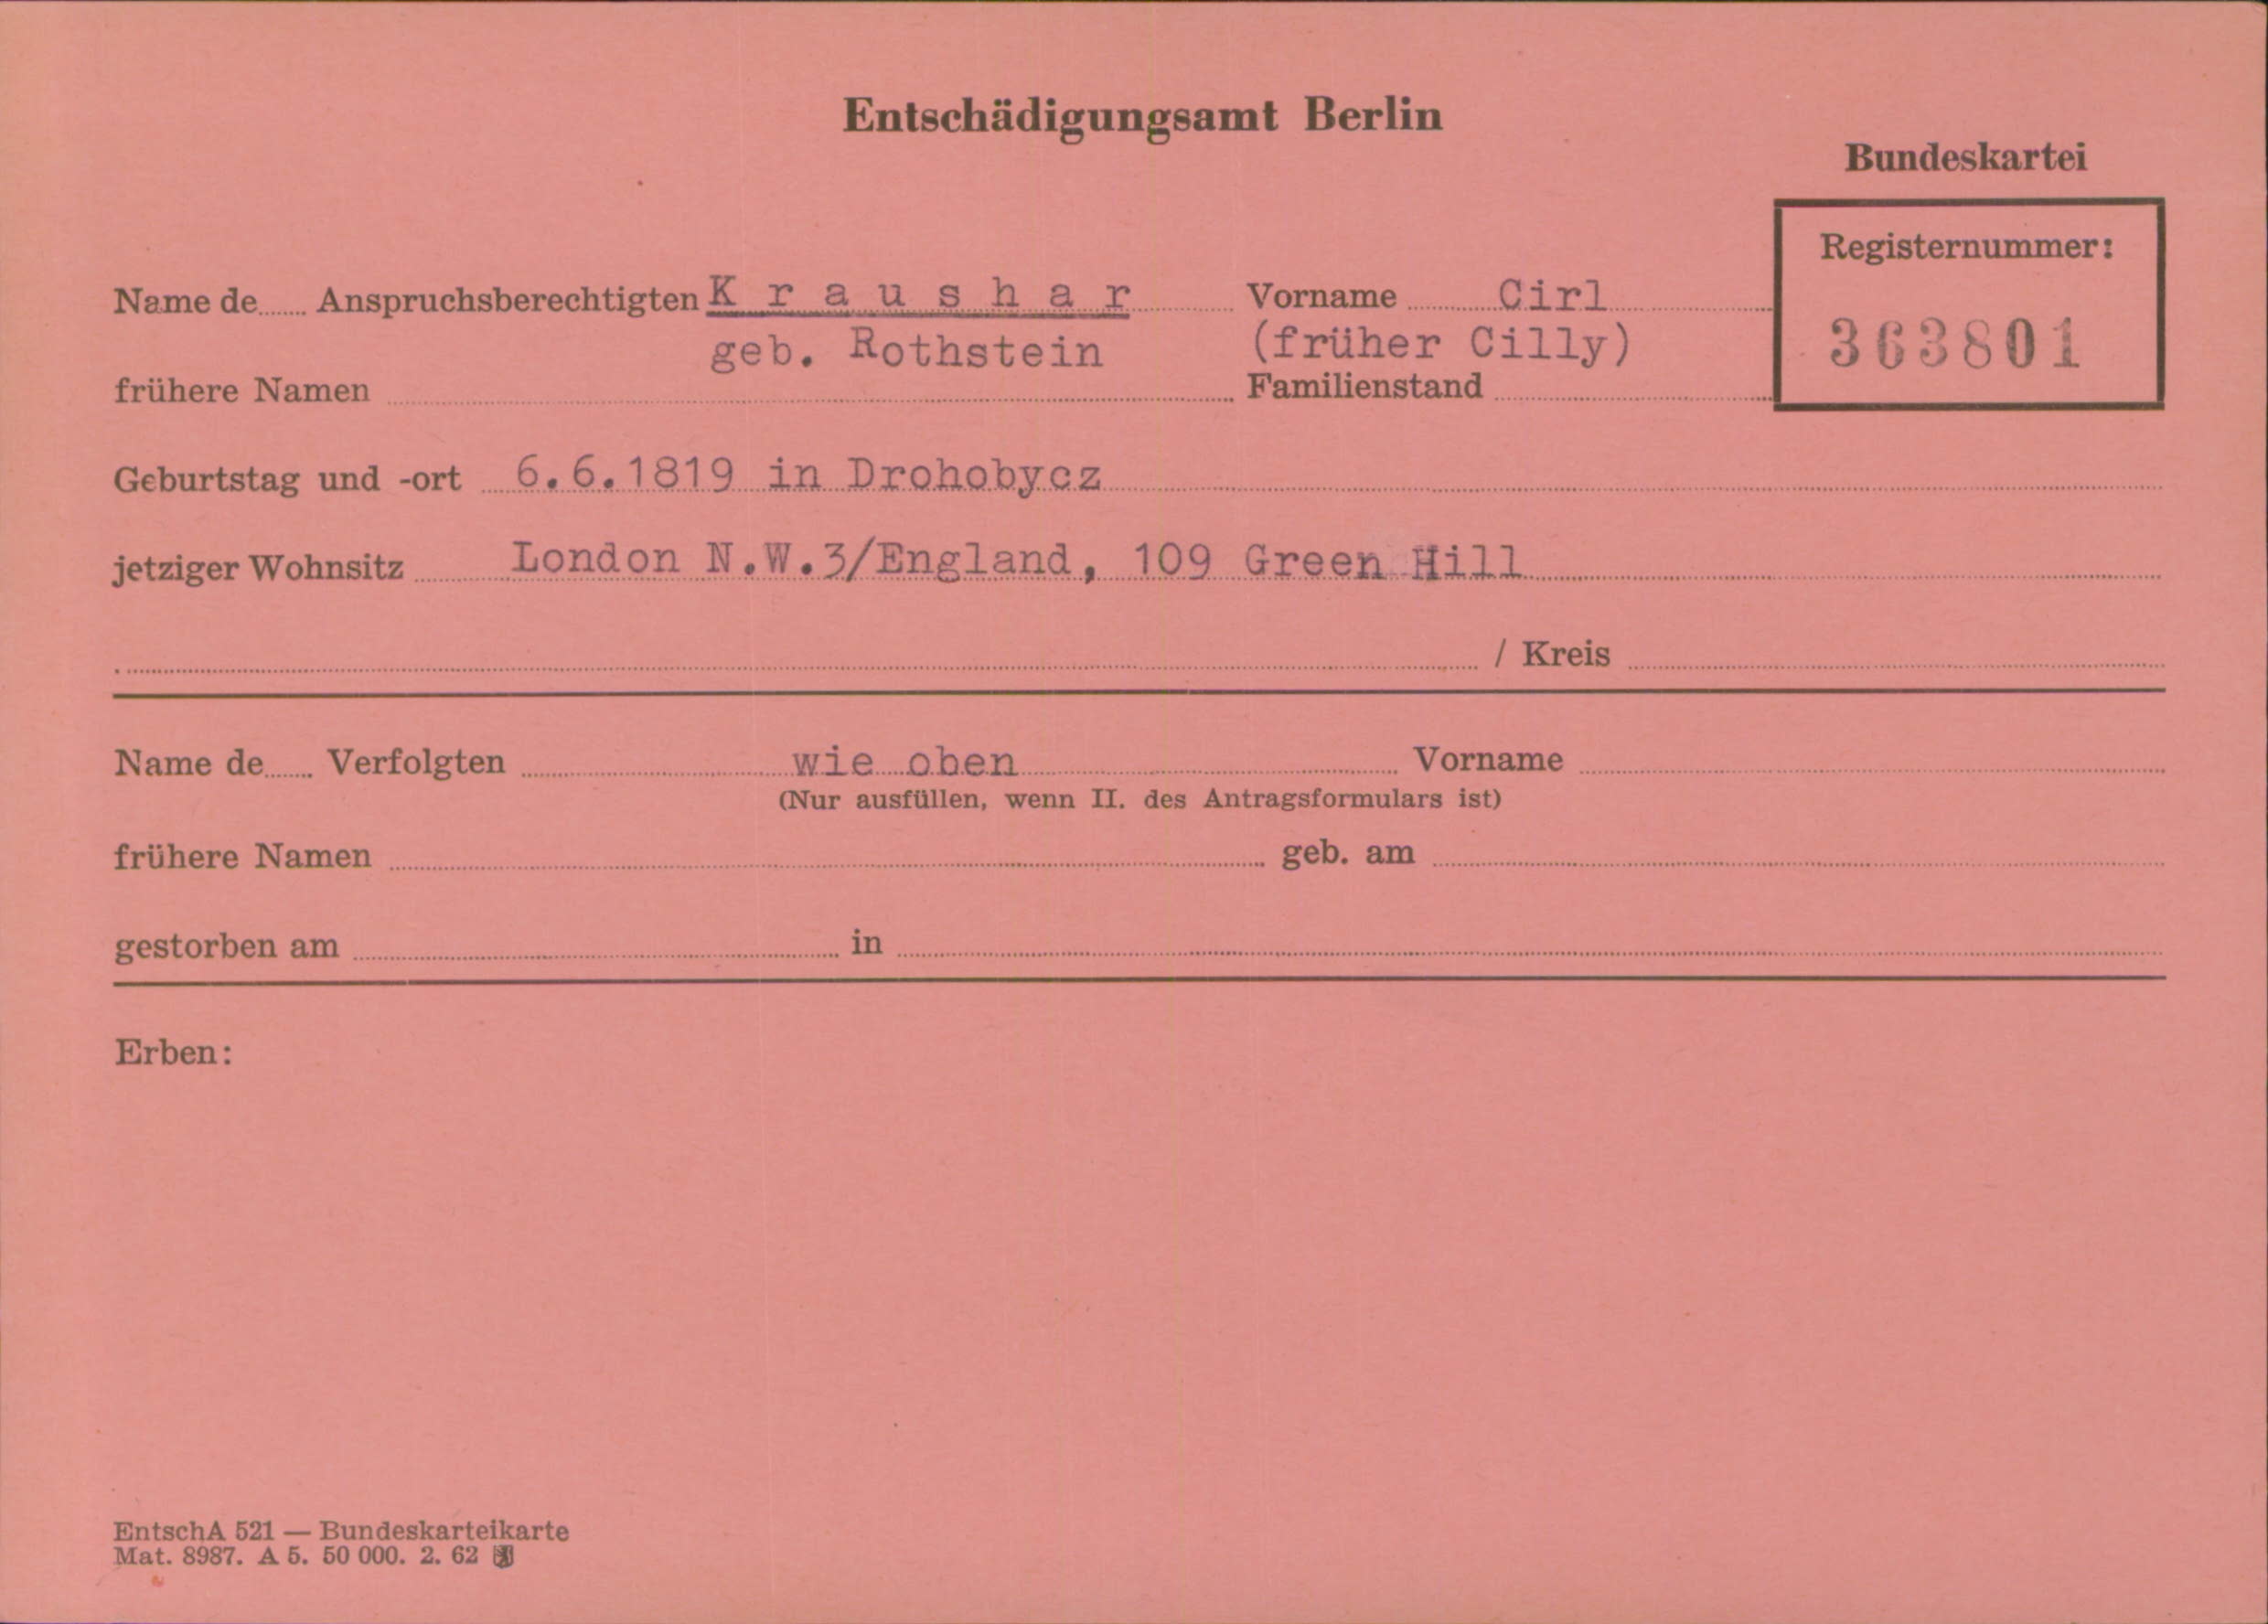 Entschädigungsamt Berlin
Bundeskartei
Registernummer:
363801
Name de...... Anspruchsberechtigten K r a u s h a r Vorname Cirl
geb. Rothstein (früher Cilly)
frühere Namen Familienstand
Geburtstag und -ort 6.6.1819 in Drohobycz
jetziger Wohnsitz London N.W.3/England, 109 Green Hill
/ Kreis
Name de...... Verfolgten wie oben Vorname
(Nur ausfüllen, wenn II. des Antragsformulars ist)
frühere Namen geb. am
gestorben am in
Erben:
EntschA 521 — Bundeskarteikarte
Mat. 8987. A 5. 50 000. 2. 62